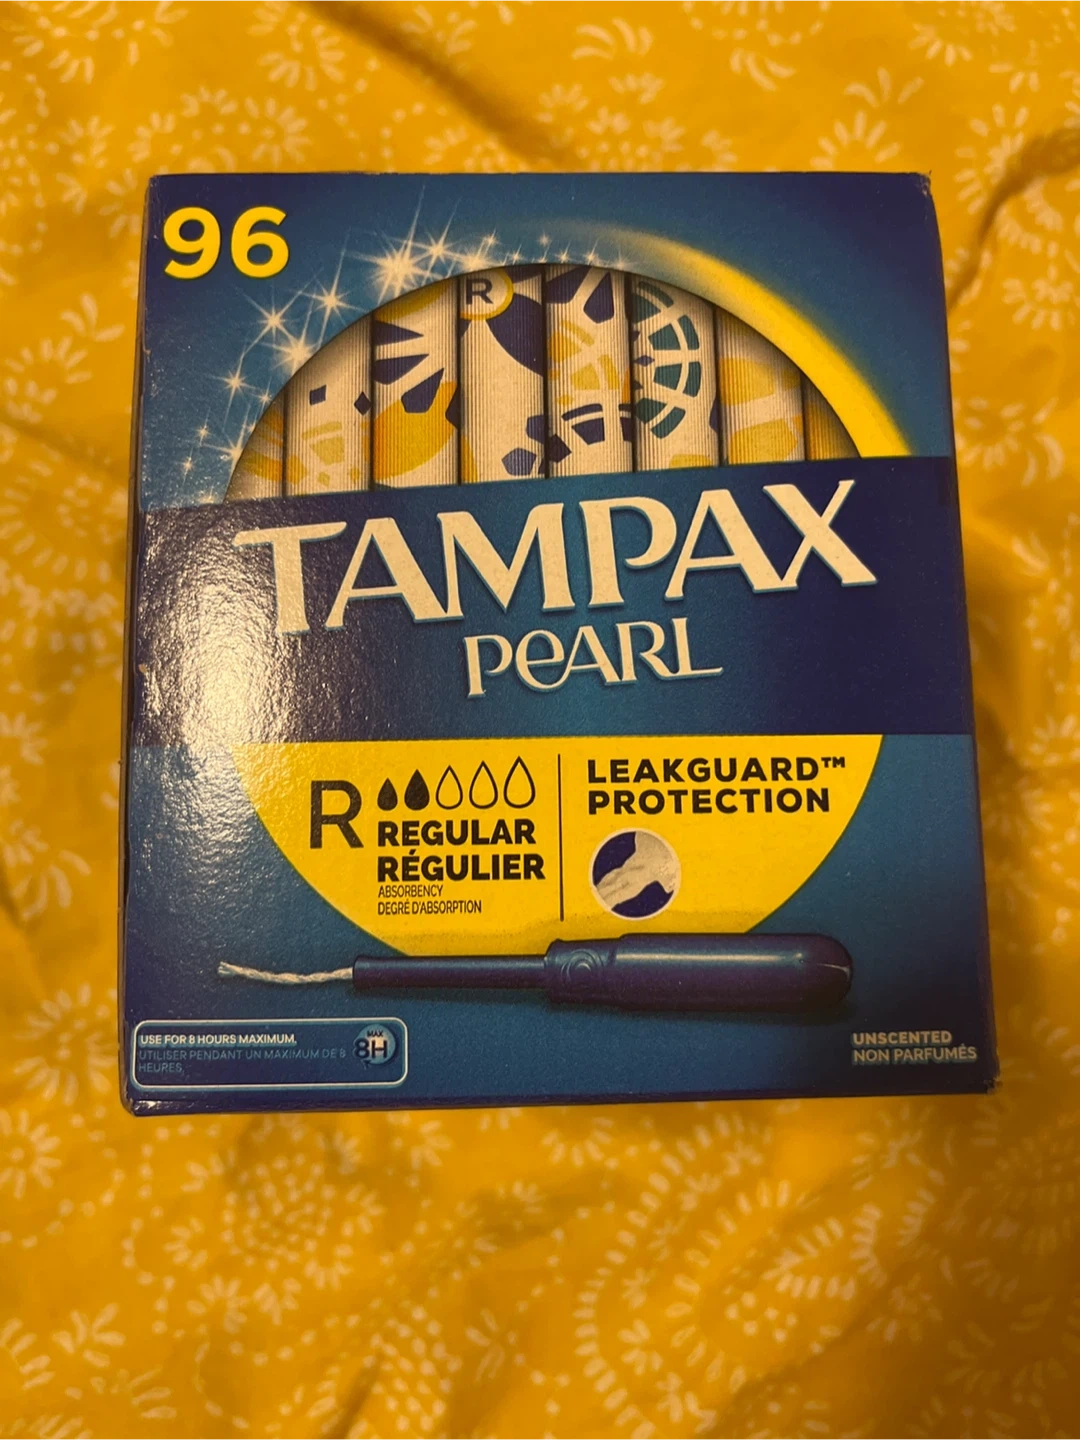 96
R
TAMPAX
PEARL
R
REGULAR
RÉGULIER
ABSORBENCY
DEGRÉ D'ABSORPTION
LEAKGUARD™
PROTECTION
USE FOR 8 HOURS MAXIMUM.
UTILISER PENDANT UN MAXIMUM DE 8
HEURES.
MAX
8H
UNSCENTED
NON PARFUMÉS